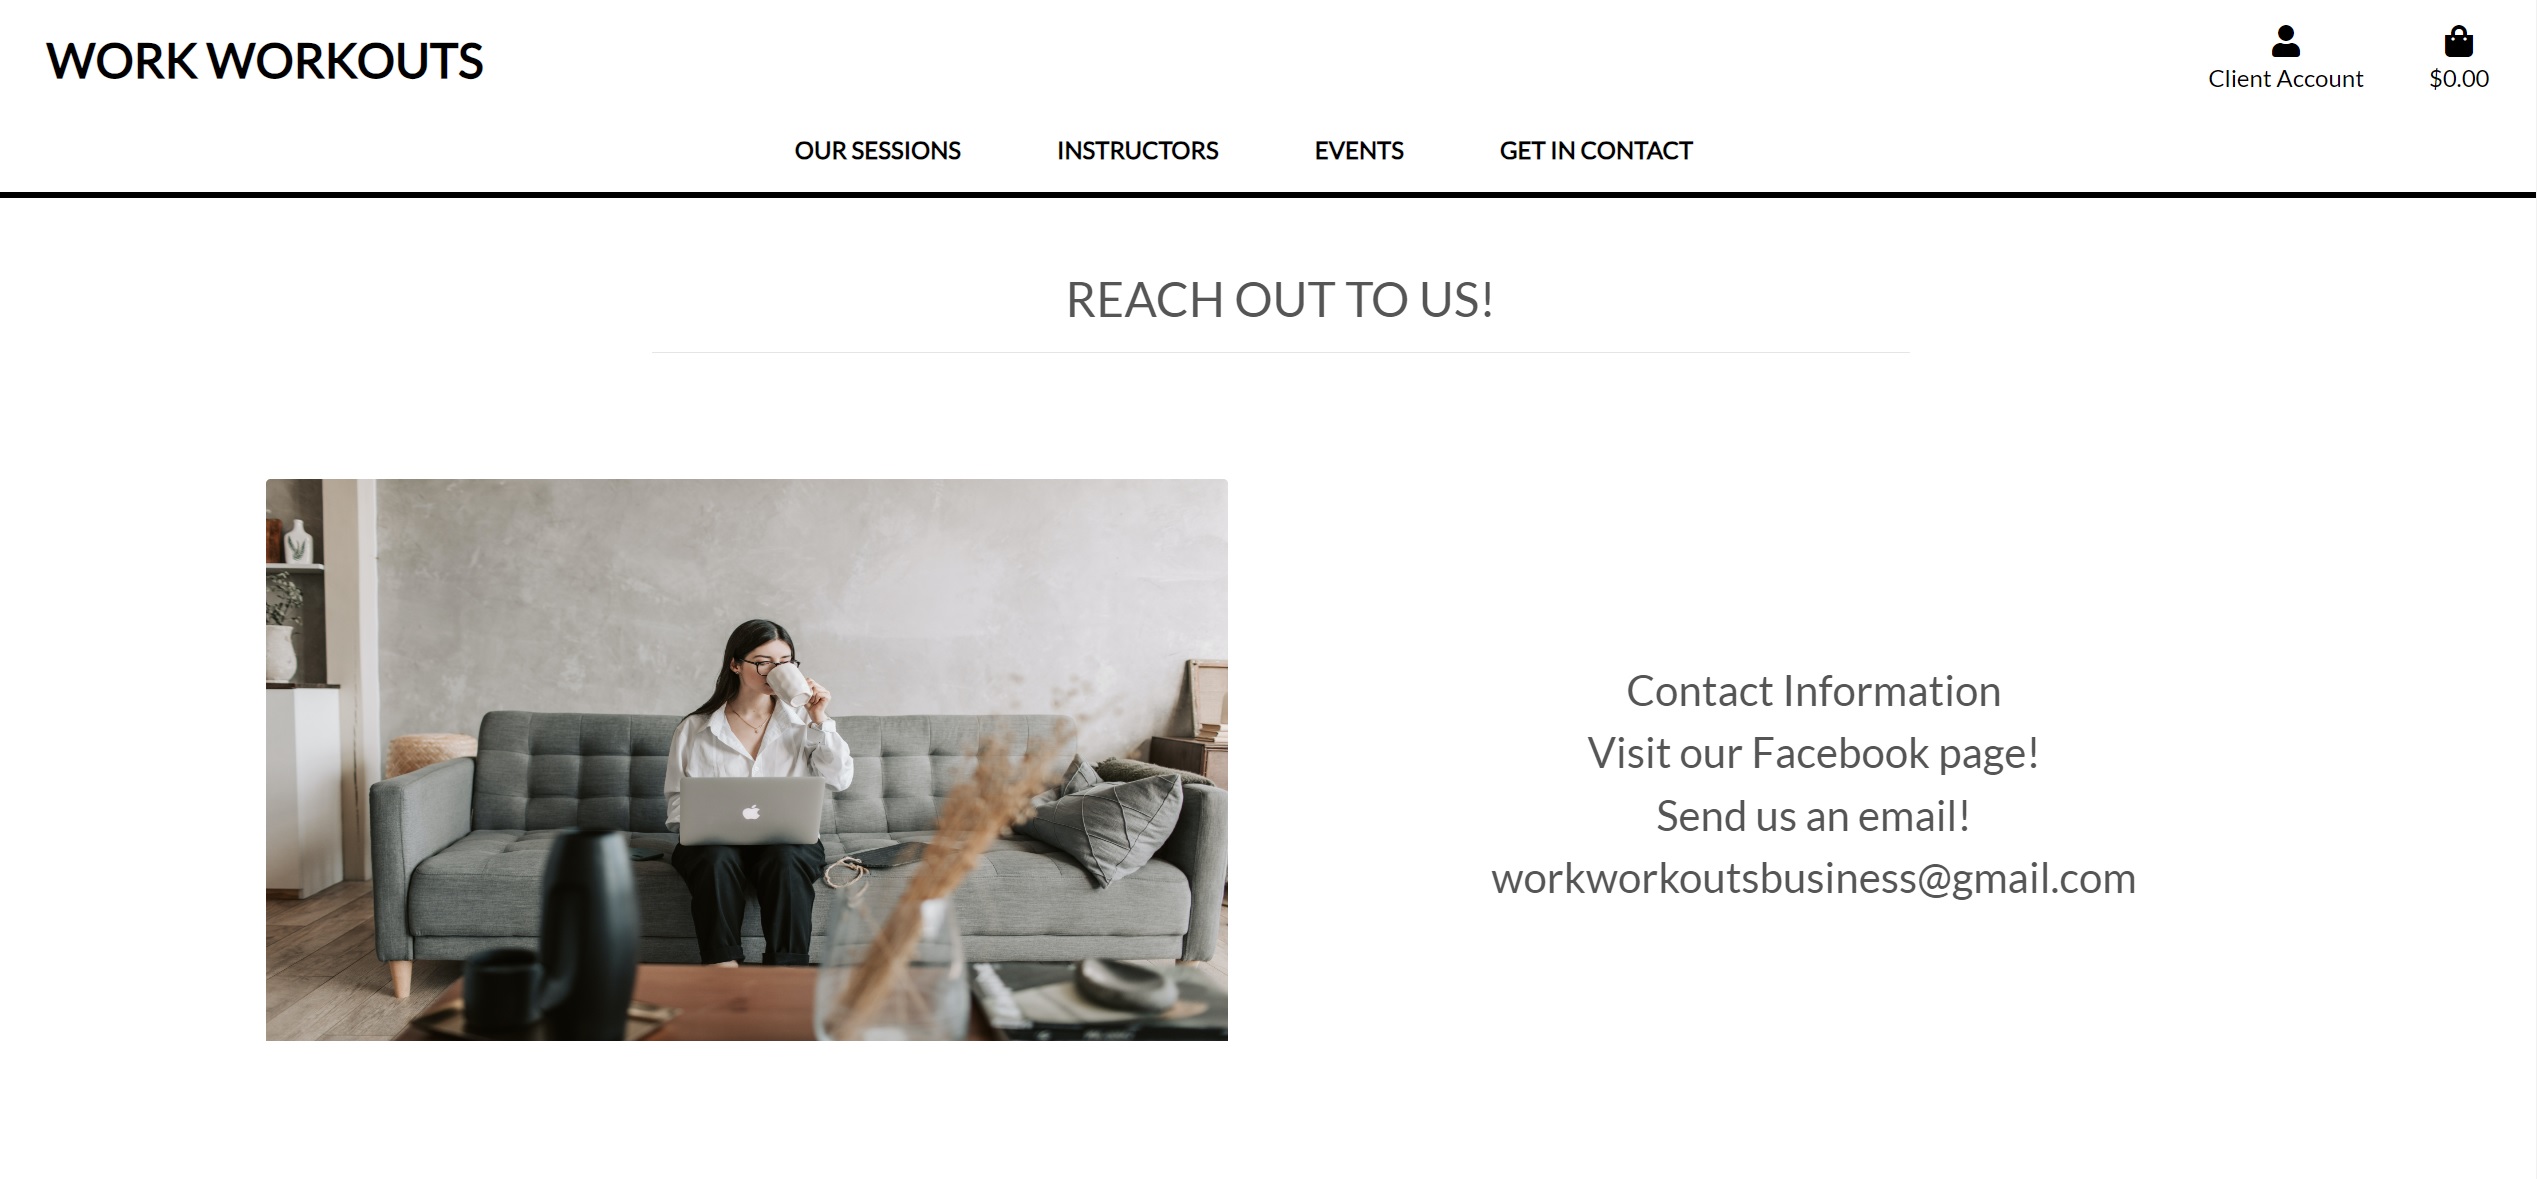 WORK WORKOUTS
Client Account
$0.00
OUR SESSIONS INSTRUCTORS EVENTS GET IN CONTACT
REACH OUT TO US!
Contact Information
Visit our Facebook page!
Send us an email!
workworkoutsbusiness@gmail.com